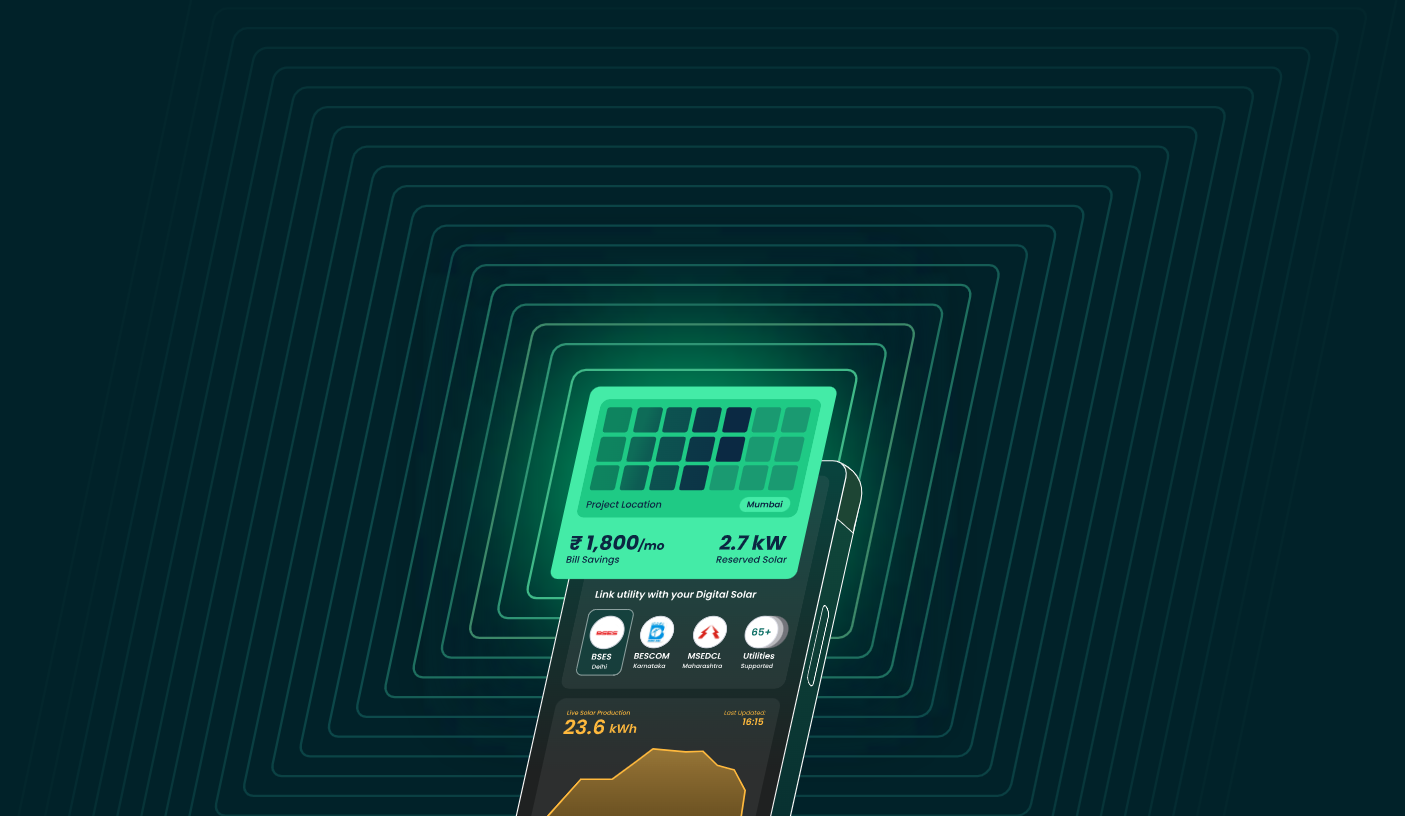 Project Location Mumbai
₹ 1,800/mo 2.7 kW
Bill Savings Reserved Solar
Link utility with your Digital Solar
BSES
65+
BSES BESCOM MSEDCL Utilities
Delhi Karnataka Maharashtra Supported
Live Solar Production Last Updated:
23.6 kWh 16:15